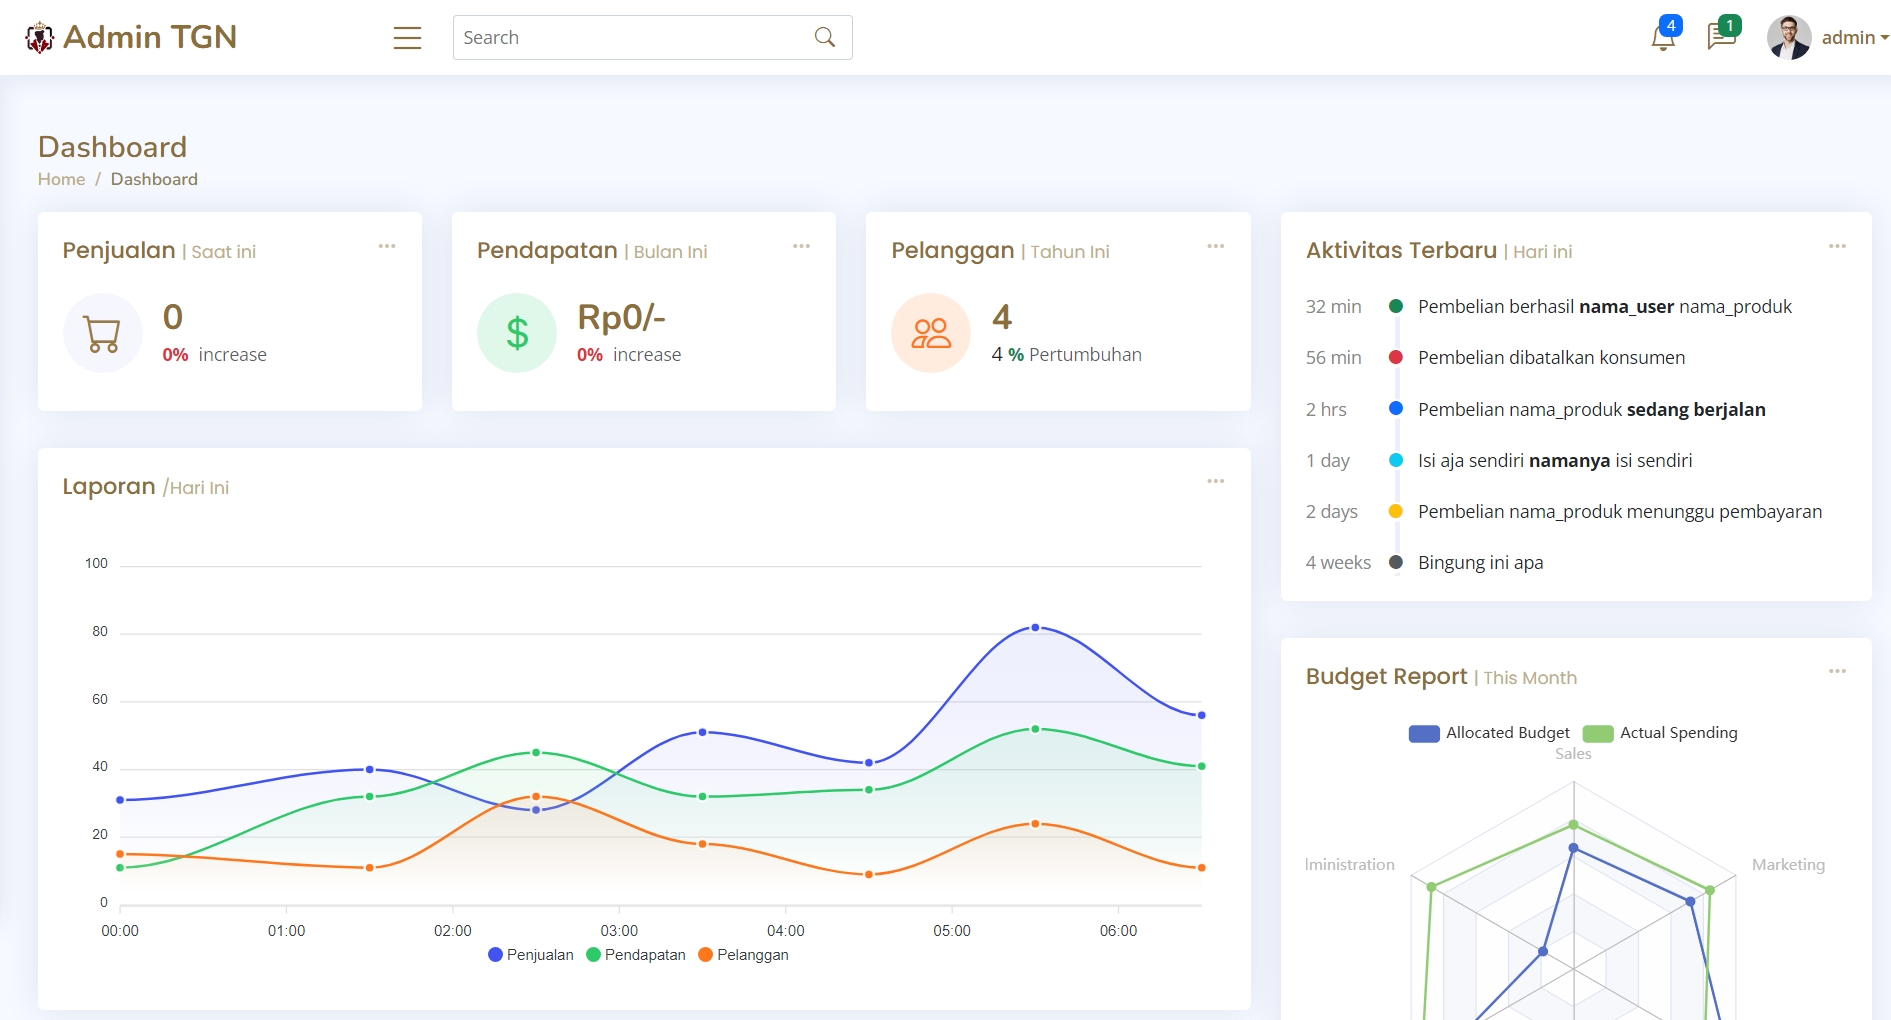 Admin TGN
Search
4
1
admin
Dashboard
Home / Dashboard
Penjualan | Saat ini
0
0% increase
Pendapatan | Bulan Ini
$
Rp0/-
0% increase
Pelanggan | Tahun Ini
4
4 % Pertumbuhan
Aktivitas Terbaru | Hari ini
32 min Pembelian berhasil nama_user nama_produk
56 min Pembelian dibatalkan konsumen
2 hrs Pembelian nama_produk sedang berjalan
1 day Isi aja sendiri namanya isi sendiri
2 days Pembelian nama_produk menunggu pembayaran
4 weeks Bingung ini apa
Laporan /Hari Ini
100
80
60
40
20
0
00:00 01:00 02:00 03:00 04:00 05:00 06:00
Penjualan Pendapatan Pelanggan
Budget Report | This Month
Allocated Budget Actual Spending
Sales
lministration
Marketing